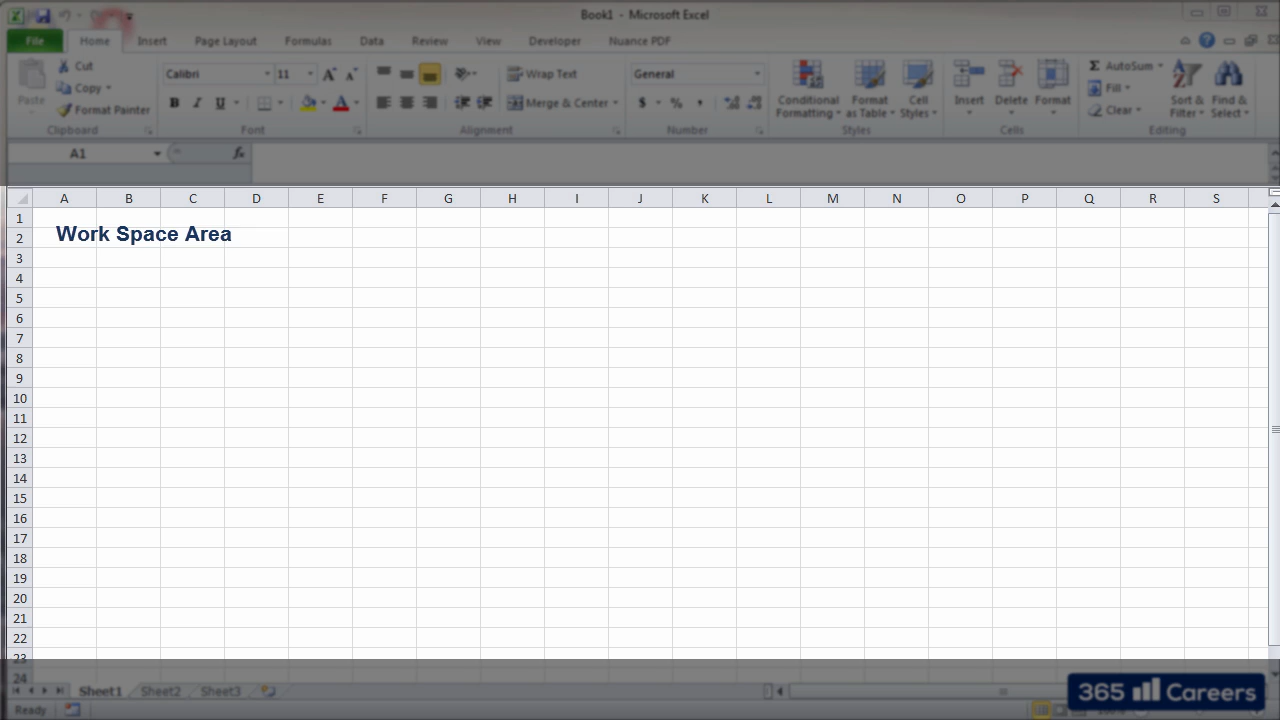 Book1 - Microsoft Excel
File Home Insert Page Layout Formulas Data Review View Developer Nuance PDF
Cut Calibri 11 Wrap Text General AutoSum
Copy Fill
Paste Format Painter Merge & Center $ % , Conditional Formatting Format as Table Cell Styles Insert Delete Format Clear Sort & Filter Find & Select
B I U
Clipboard Font Alignment Number Styles Cells Editing
A1 fx
A B C D E F G H I J K L M N O P Q R S
1
Work Space Area
2
3
4
5
6
7
8
9
10
11
12
13
14
15
16
17
18
19
20
21
22
23
24
Sheet1 Sheet2 Sheet3
365 Careers
Ready